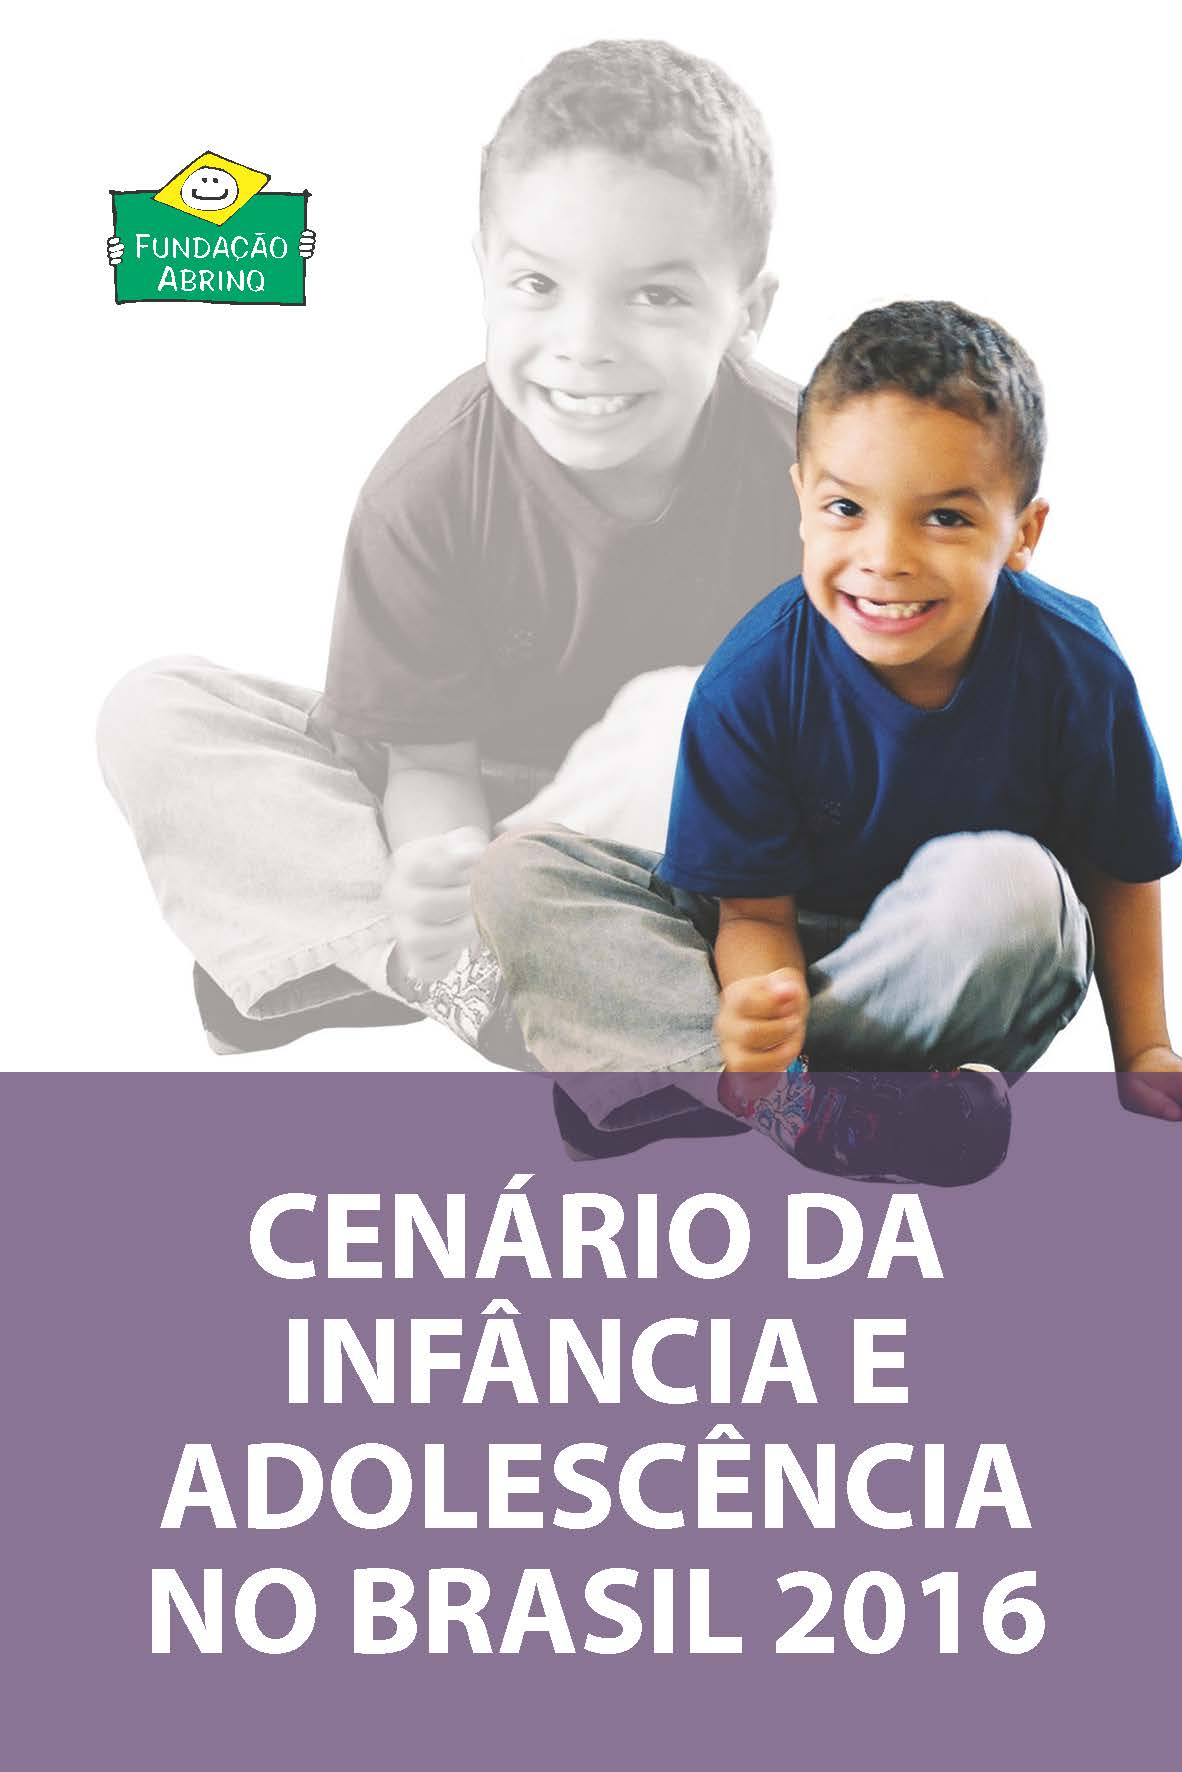 FUNDAÇÃO
ABRINQ
CENÁRIO DA
INFÂNCIA E
ADOLESCÊNCIA
NO BRASIL 2016